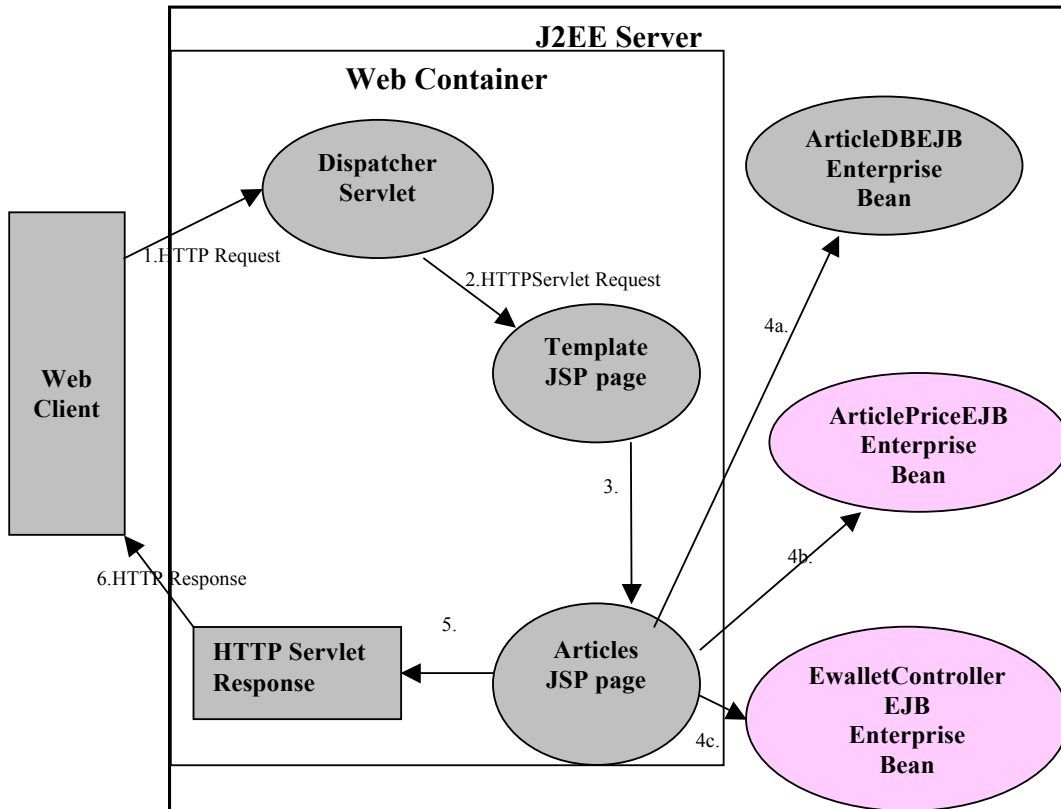 J2EE Server
Web Container
Dispatcher
Servlet
ArticleDBEJB
Enterprise
Bean
1.HTTP Request
2.HTTPServlet Request
4a.
Template
JSP page
Web
Client
ArticlePriceEJB
Enterprise
Bean
3.
4b.
6.HTTP Response
5.
HTTP Servlet
Response
Articles
JSP page
4c.
EwalletController
EJB
Enterprise
Bean